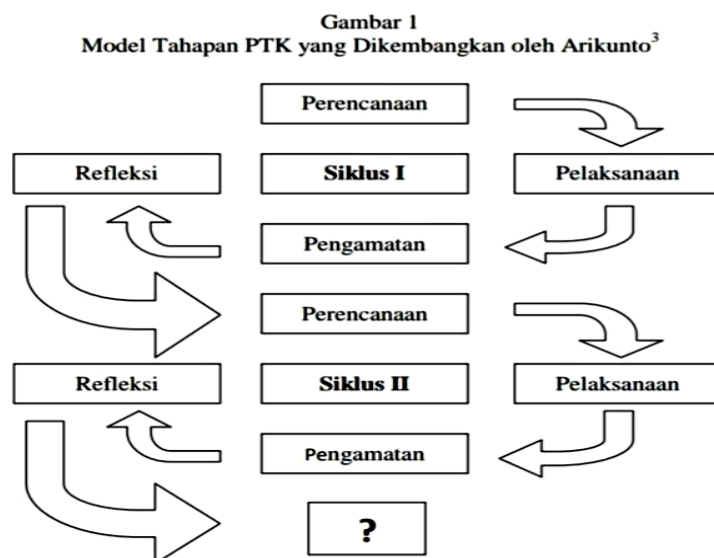 Gambar 1
Model Tahapan PTK yang Dikembangkan oleh Arikunto³
Perencanaan
Refleksi
Siklus I
Pelaksanaan
Pengamatan
Perencanaan
Refleksi
Siklus II
Pelaksanaan
Pengamatan
?